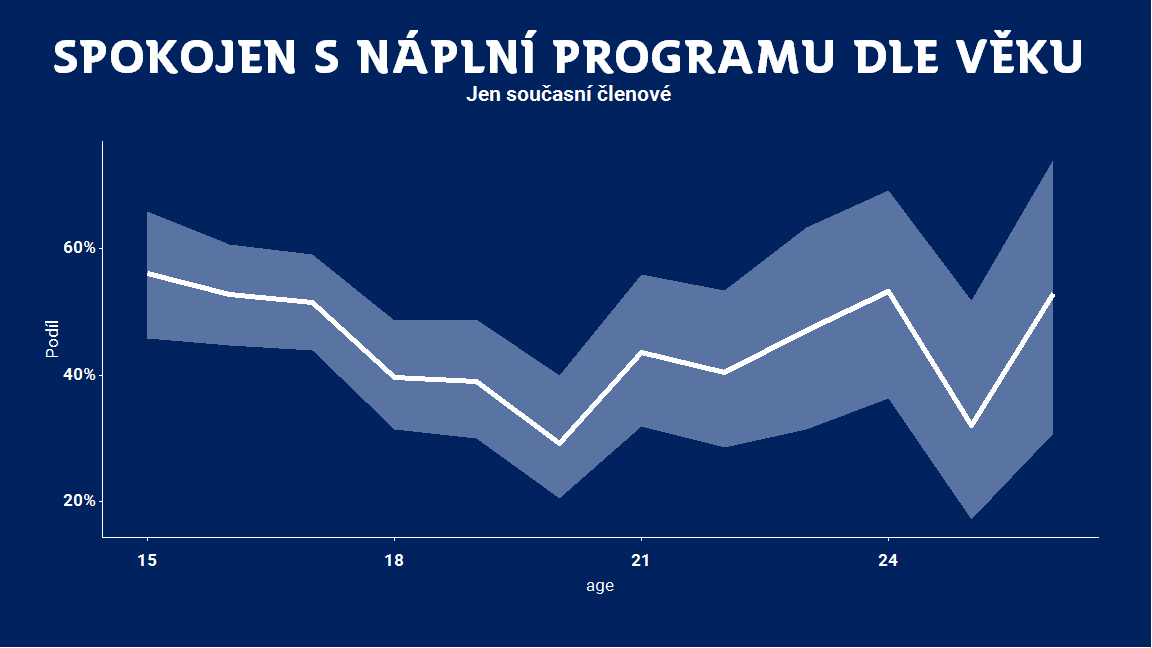 SPOKOJEN S NÁPLNÍ PROGRAMU DLE VĚKU
Jen současní členové
60%
40%
20%
Podíl
15 18 21 24
age